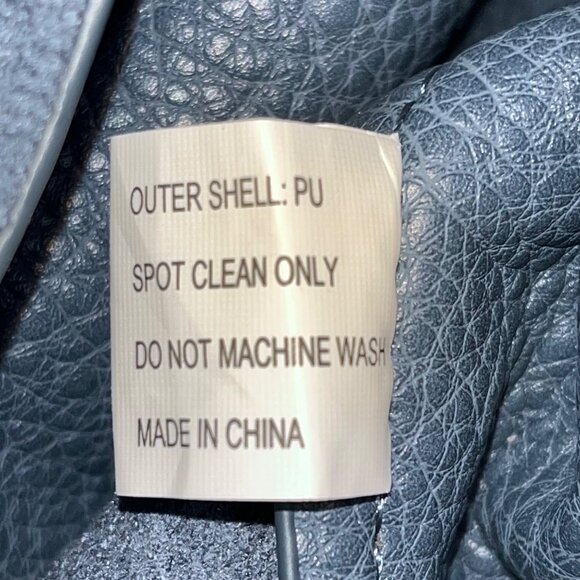 OUTER SHELL: PU
SPOT CLEAN ONLY
DO NOT MACHINE WASH
MADE IN CHINA